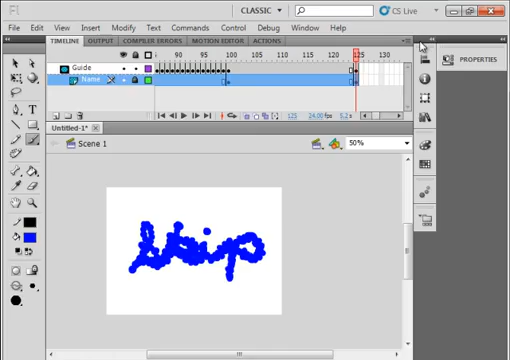 Fl CLASSIC CS Live
File Edit View Insert Modify Text Commands Control Debug Window Help
TIMELINE OUTPUT COMPILER ERRORS MOTION EDITOR ACTIONS
80 85 90 95 100 105 110 115 120 125 130
PROPERTIES
Guide
Name
125 24,00 fps 5.2 s
Untitled-1*
Scene 1 50%